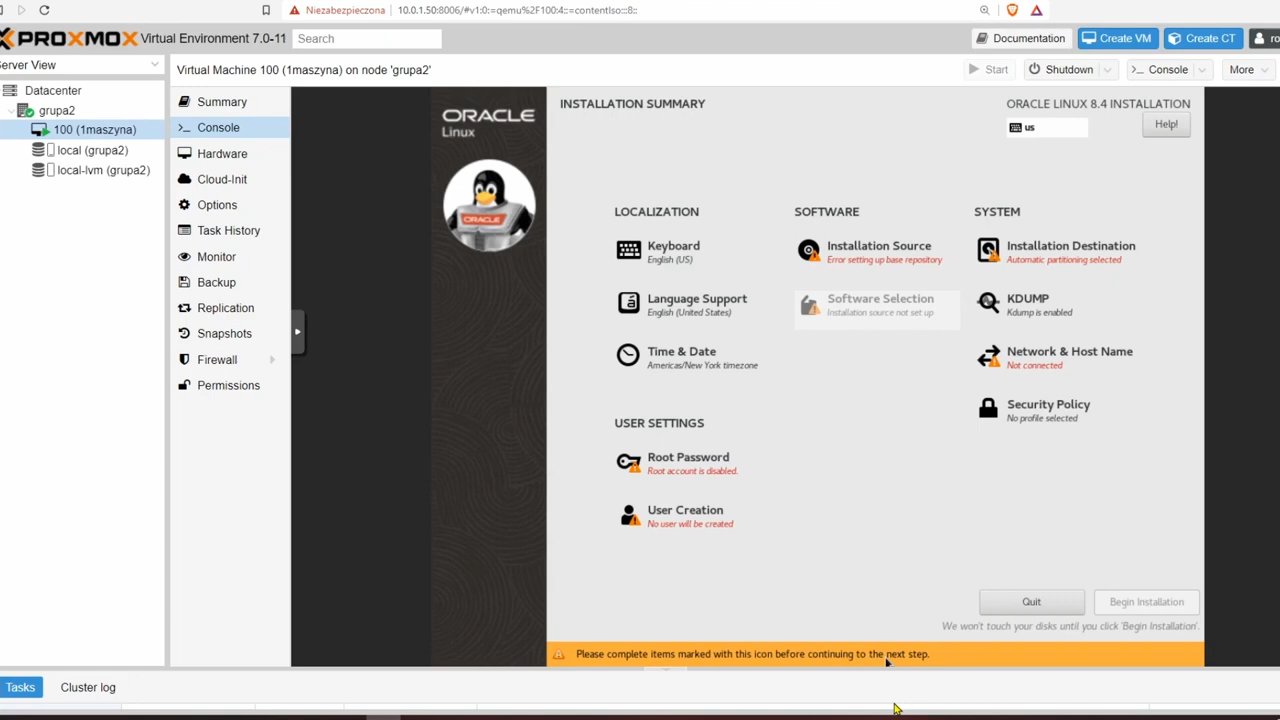 Niezabezpieczona
10.0.1.50:8006/#v1:0:=qemu%2F100:4::=contentIso:::8::
PROXMOX Virtual Environment 7.0-11
Search
Documentation
Create VM
Create CT
ro
Server View
Virtual Machine 100 (1maszyna) on node 'grupa2'
Start
Shutdown
Console
More
Datacenter
grupa2
100 (1maszyna)
local (grupa2)
local-lvm (grupa2)
Summary
Console
Hardware
Cloud-Init
Options
Task History
Monitor
Backup
Replication
Snapshots
Firewall
Permissions
ORACLE
Linux
ORACLE
INSTALLATION SUMMARY
ORACLE LINUX 8.4 INSTALLATION
us
Help!
LOCALIZATION
Keyboard
English (US)
Language Support
English (United States)
Time & Date
Americas/New York timezone
USER SETTINGS
Root Password
Root account is disabled.
User Creation
No user will be created
SOFTWARE
Installation Source
Error setting up base repository
Software Selection
Installation source not set up
SYSTEM
Installation Destination
Automatic partitioning selected
KDUMP
Kdump is enabled
Network & Host Name
Not connected
Security Policy
No profile selected
Quit
Begin Installation
We won't touch your disks until you click 'Begin Installation'.
Please complete items marked with this icon before continuing to the next step.
Tasks
Cluster log